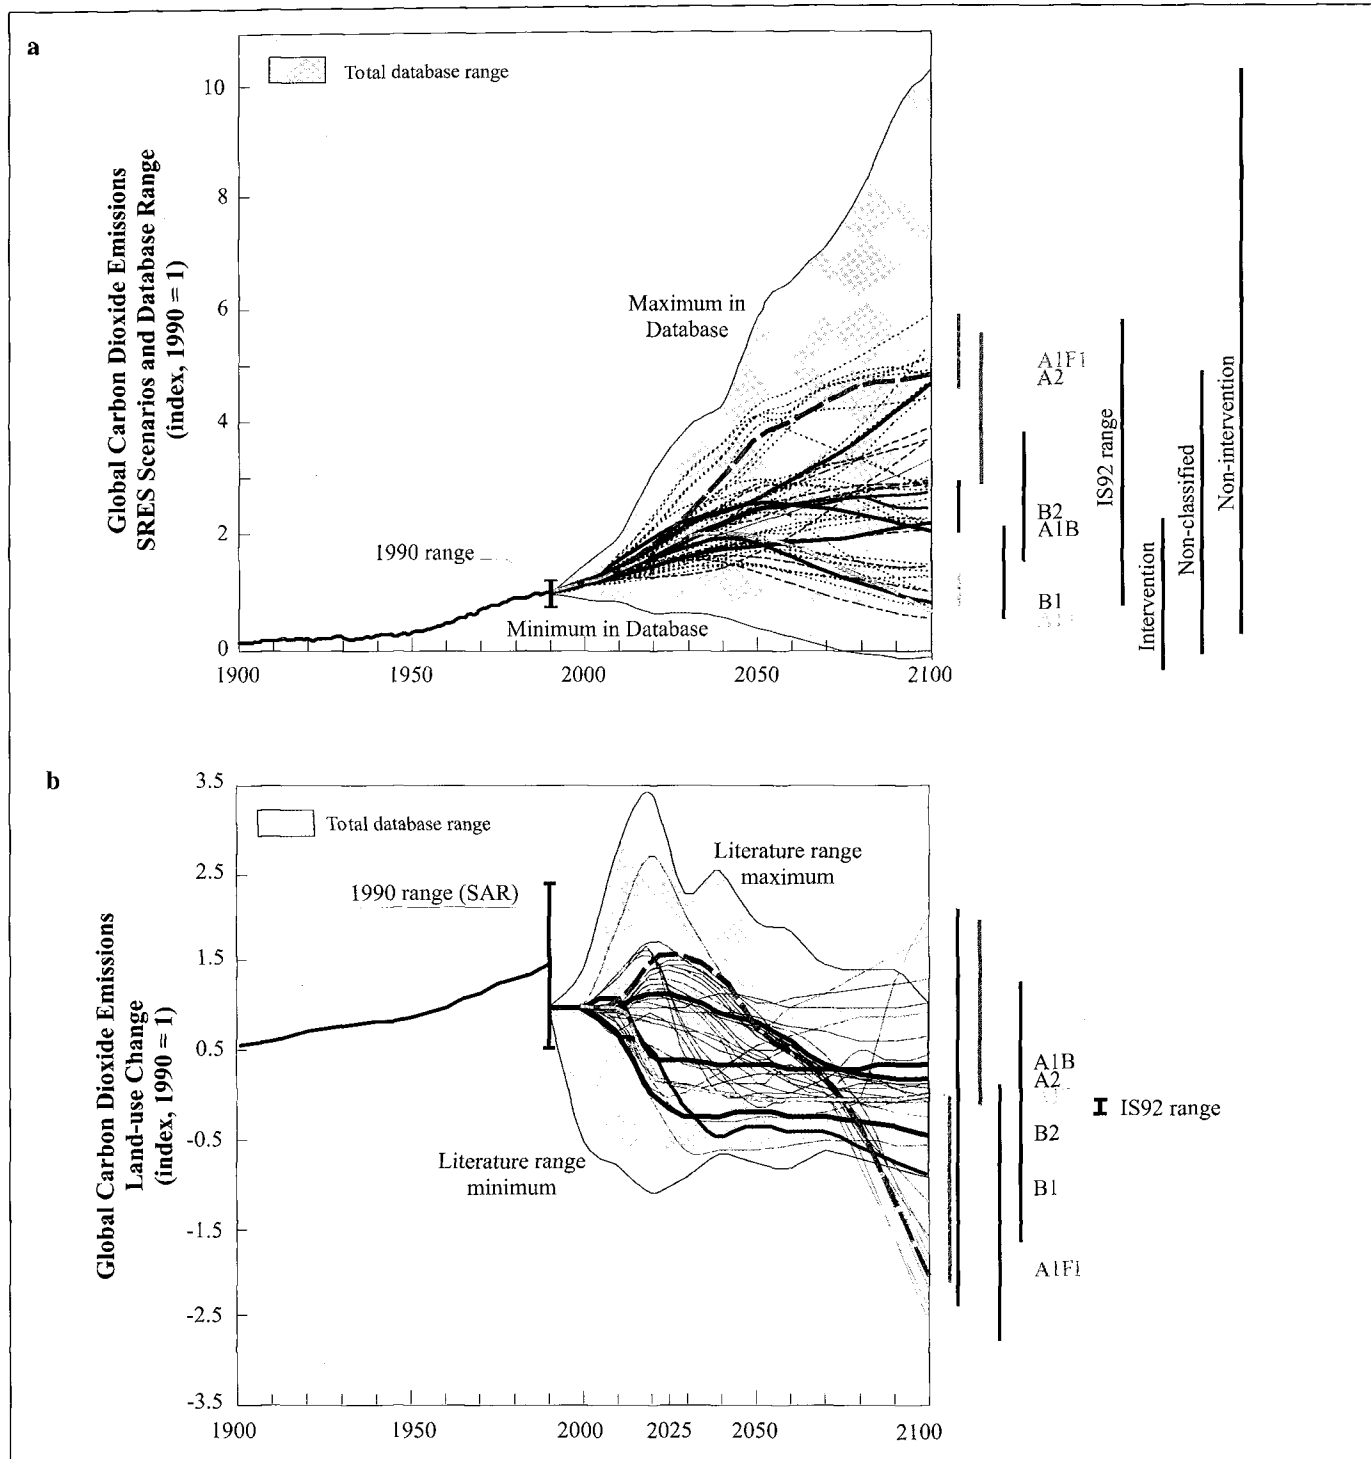 a
Total database range
10
8
6
4
2
0
Global Carbon Dioxide Emissions
SRES Scenarios and Database Range
(index, 1990 = 1)
Maximum in
Database
1990 range
Minimum in Database
1900
1950
2000
2050
2100
A1F1
A2
B2
A1B
B1
IS92 range
Intervention
Non-classified
Non-intervention
b
Total database range
3.5
2.5
1.5
0.5
-0.5
-1.5
-2.5
-3.5
Global Carbon Dioxide Emissions
Land-use Change
(index, 1990 = 1)
1990 range (SAR)
Literature range
maximum
Literature range
minimum
1900
1950
2000
2025
2050
2100
A1B
A2
B2
B1
A1F1
IS92 range